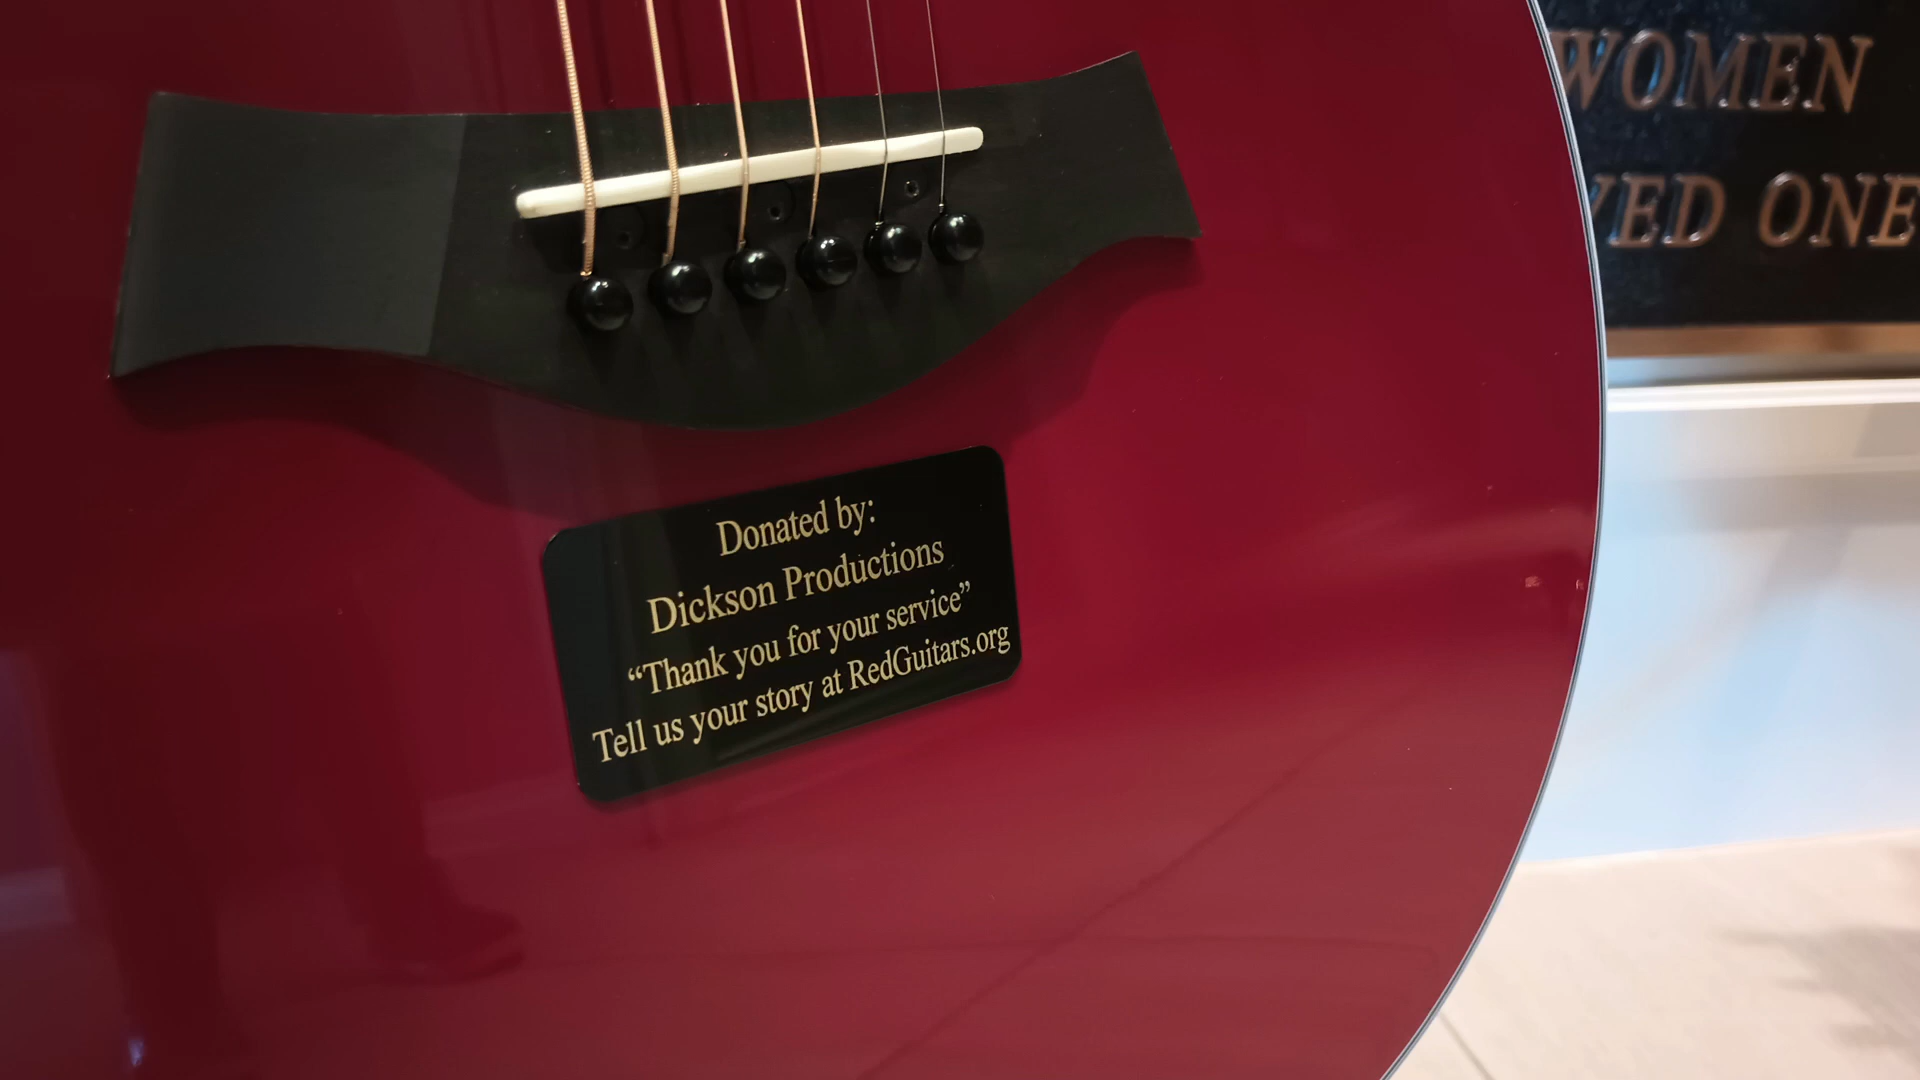 Donated by:
Dickson Productions
“Thank you for your service”
Tell us your story at RedGuitars.org
WOMEN